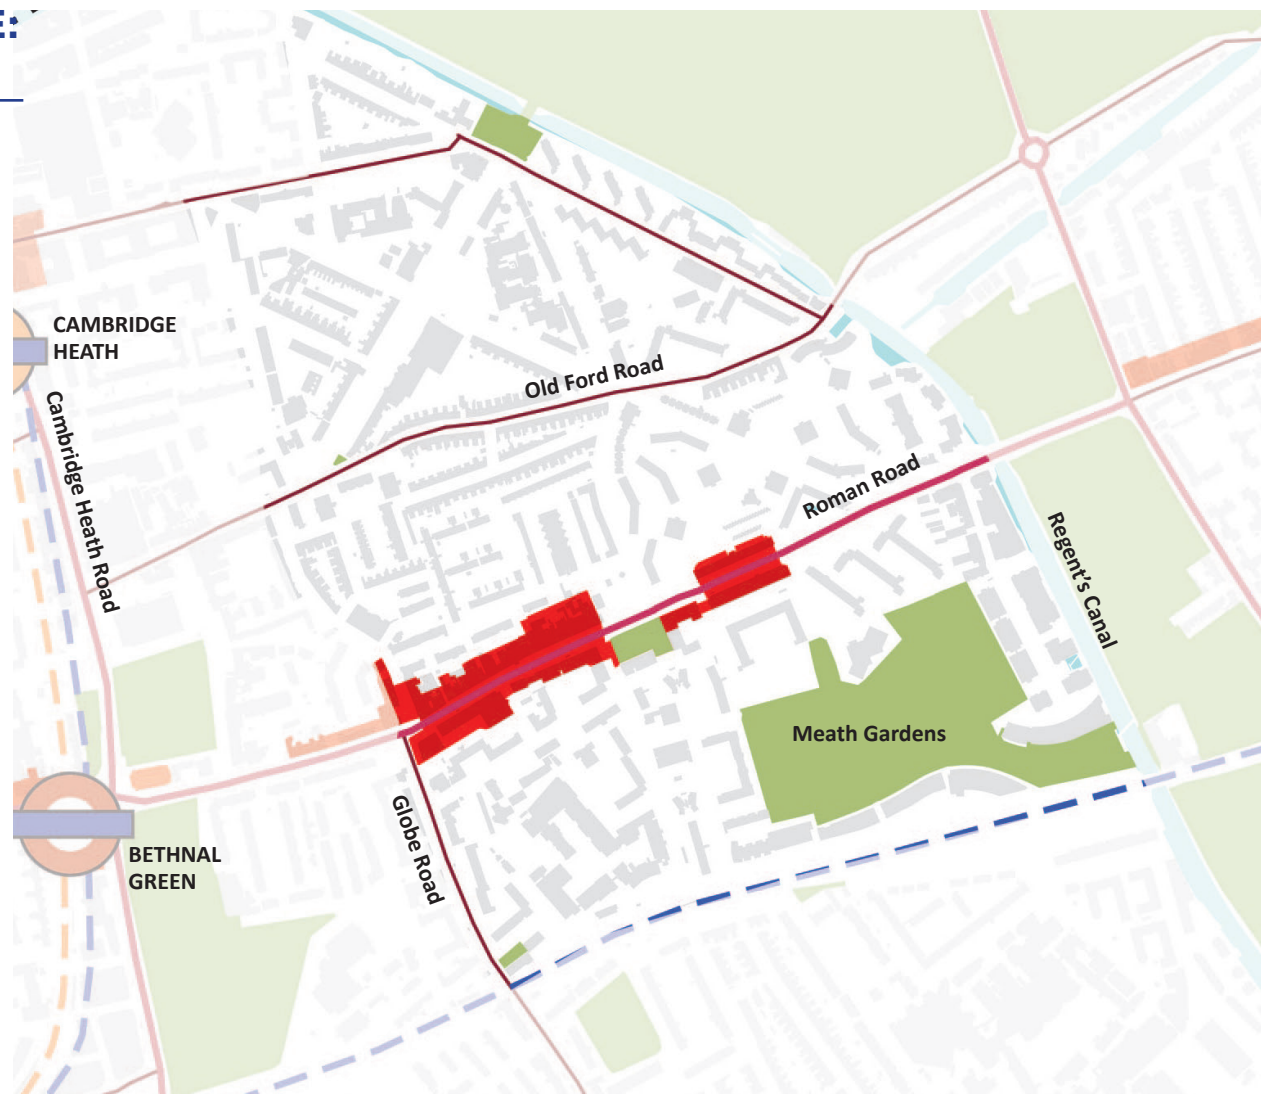 E:
CAMBRIDGE
HEATH
Cambridge Heath Road
Old Ford Road
Roman Road
Regent's Canal
Meath Gardens
Globe Road
BETHNAL
GREEN